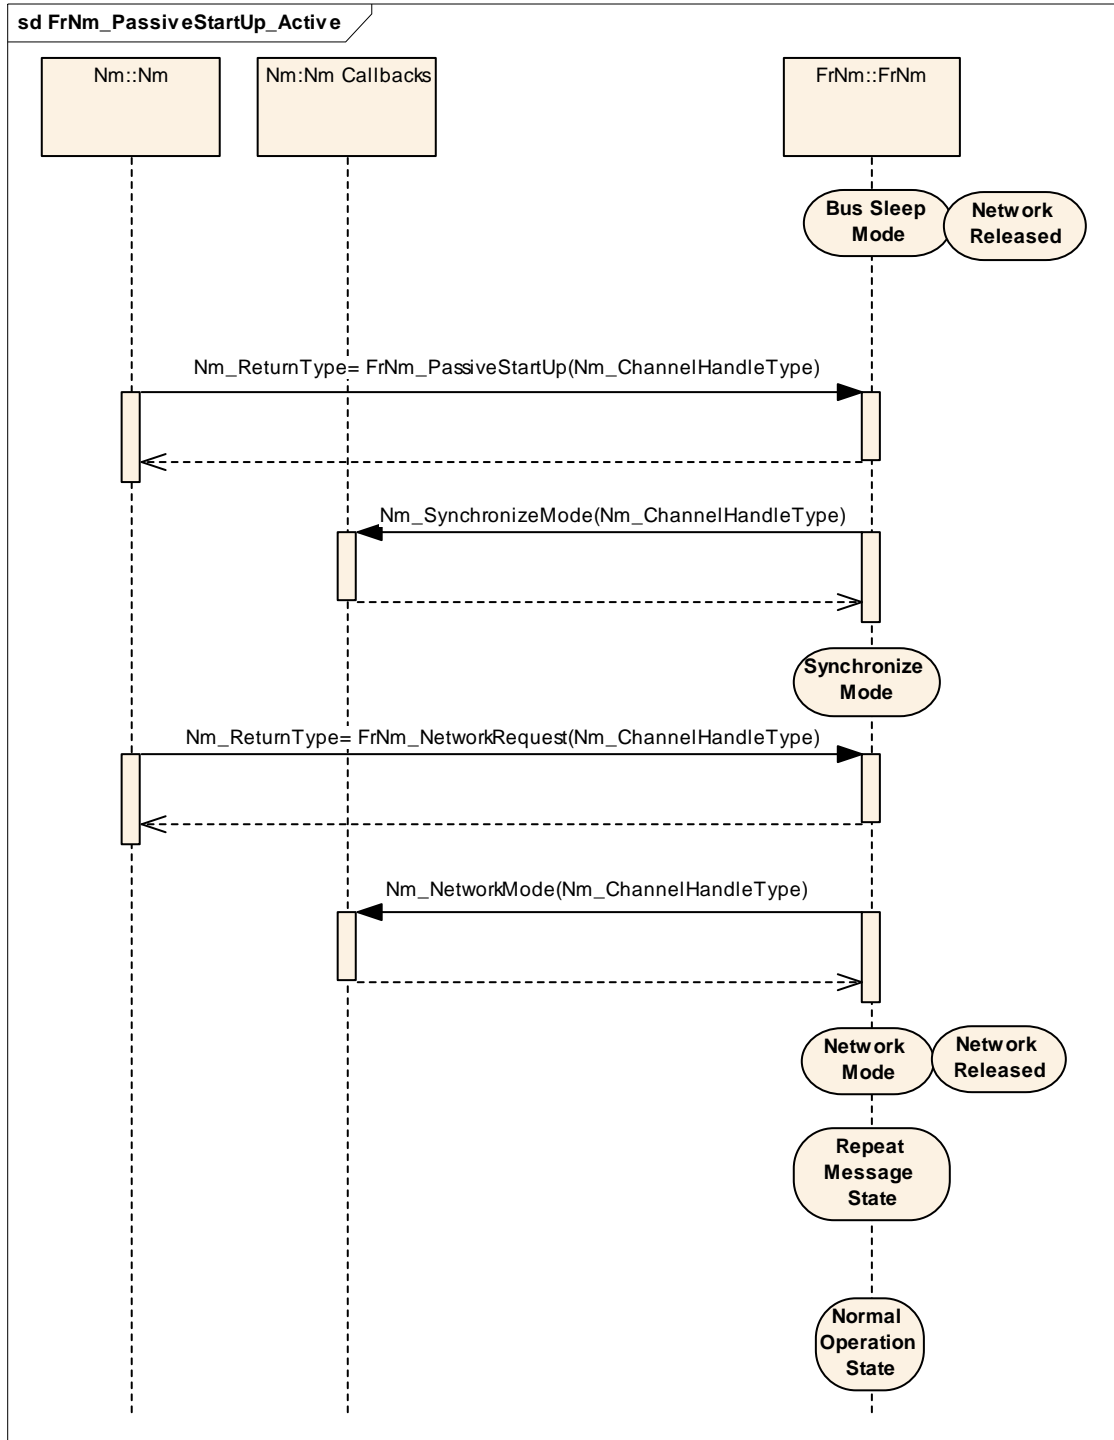 sd FrNm_PassiveStartUp_Active
Nm::Nm
Nm:Nm Callbacks
FrNm::FrNm
Bus Sleep
Mode
Network
Released
Nm_ReturnType= FrNm_PassiveStartUp(Nm_ChannelHandleType)
Nm_SynchronizeMode(Nm_ChannelHandleType)
Synchronize
Mode
Nm_ReturnType= FrNm_NetworkRequest(Nm_ChannelHandleType)
Nm_NetworkMode(Nm_ChannelHandleType)
Network
Mode
Network
Released
Repeat
Message
State
Normal
Operation
State